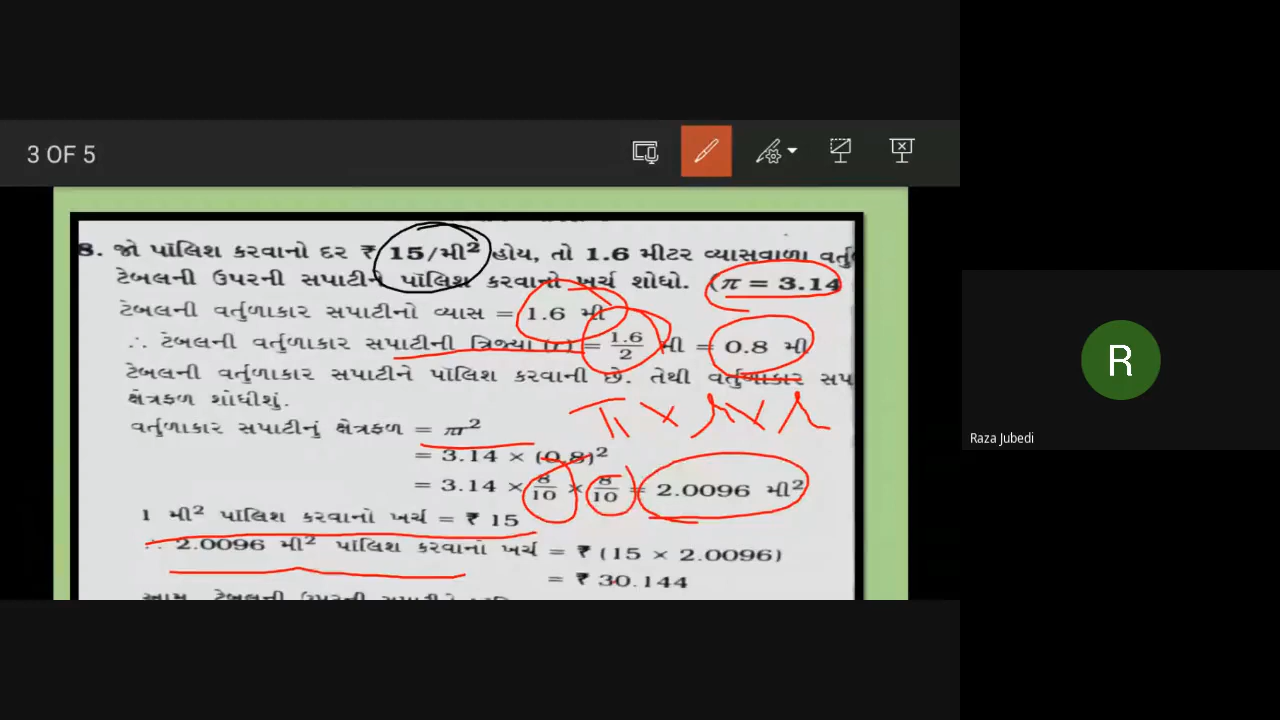 3 OF 5
8. જો પૉલિશ કરવાનો દર ₹ 15/મી² હોય, તો 1.6 મીટર વ્યાસવાળા
ટેબલની ઉપરની સપાટીને પૉલિશ કરવાનો ખર્ચ શોધો. (π = 3.14
ટેબલની વર્તુળાકાર સપાટીનો વ્યાસ = 1.6 મી
∴ ટેબલની વર્તુળાકાર સપાટીની ત્રિજ્યા (r) = 1.6/2 મી = 0.8 મી
ટેબલની વર્તુળાકાર સપાટીને પૉલિશ કરવાની છે. તેથી વર્તુળાકાર
ક્ષેત્રફળ શોધીશું.
π × r × r
વર્તુળાકાર સપાટીનું ક્ષેત્રફળ = πr²
= 3.14 × (0.8)²
= 3.14 × 8/10 × 8/10 = 2.0096 મી²
1 મી² પૉલિશ કરવાનો ખર્ચ = ₹ 15
∴ 2.0096 મી² પૉલિશ કરવાનો ખર્ચ = ₹ (15 × 2.0096)
= ₹ 30.144
R
Raza Jubedi